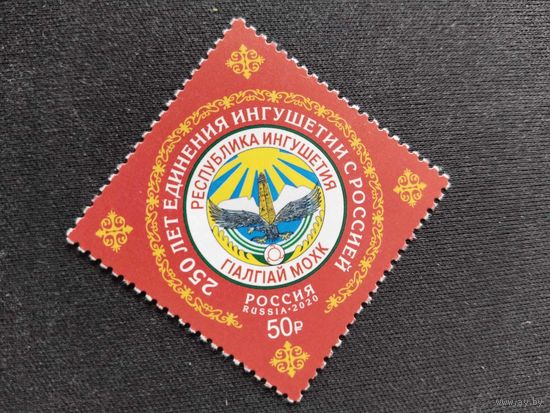 250 ЛЕТ ЕДИНЕНИЯ ИНГУШЕТИИ С РОССИЕЙ
РЕСПУБЛИКА ИНГУШЕТИЯ
ГIАЛГIАЙ МОХК
РОССИЯ
RUSSIA • 2020
50₽